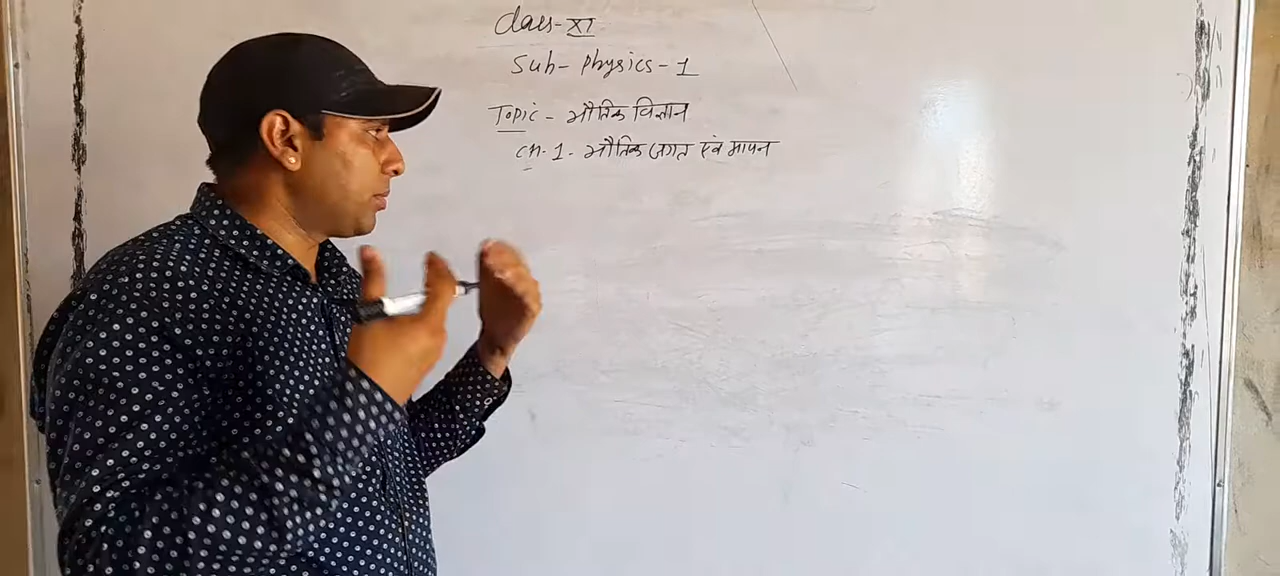 Class - XI
Sub - Physics - 1
Topic - भौतिक विज्ञान
CH. 1 - भौतिक जगत एवं मापन